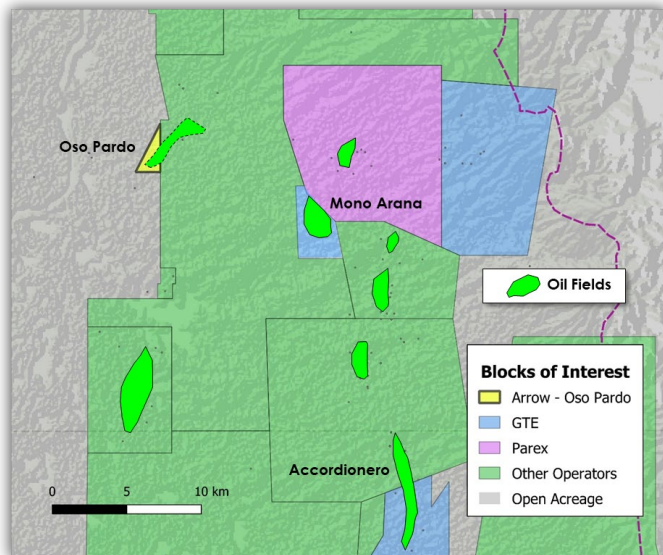 Oso Pardo
Mono Arana
Oil Fields
Blocks of Interest
Arrow - Oso Pardo
GTE
Parex
Other Operators
Open Acreage
Accordionero
0 5 10 km